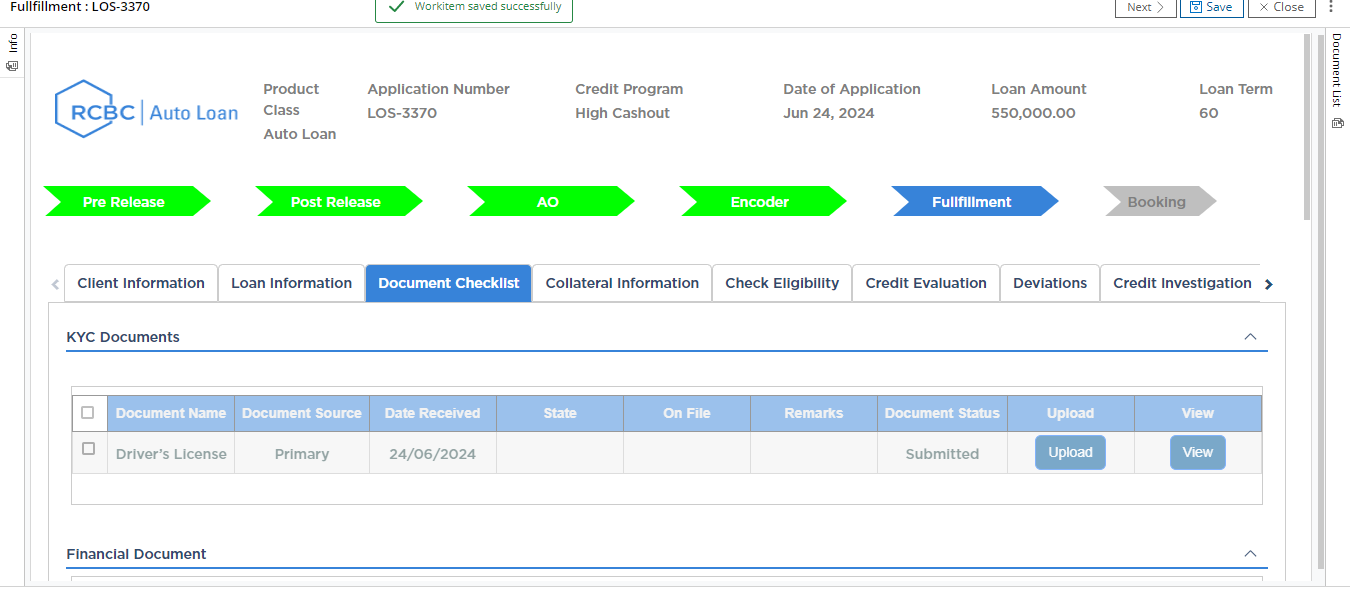 Fullfillment : LOS-3370
Workitem saved successfully
Next
Save
Close
Info
Document List
RCBC Auto Loan
Product Class
Auto Loan
Application Number
LOS-3370
Credit Program
High Cashout
Date of Application
Jun 24, 2024
Loan Amount
550,000.00
Loan Term
60
Pre Release
Post Release
AO
Encoder
Fullfillment
Booking
Client Information
Loan Information
Document Checklist
Collateral Information
Check Eligibility
Credit Evaluation
Deviations
Credit Investigation
KYC Documents
Document Name Document Source Date Received State On File Remarks Document Status Upload View
Driver's License Primary 24/06/2024 Submitted Upload View
Financial Document